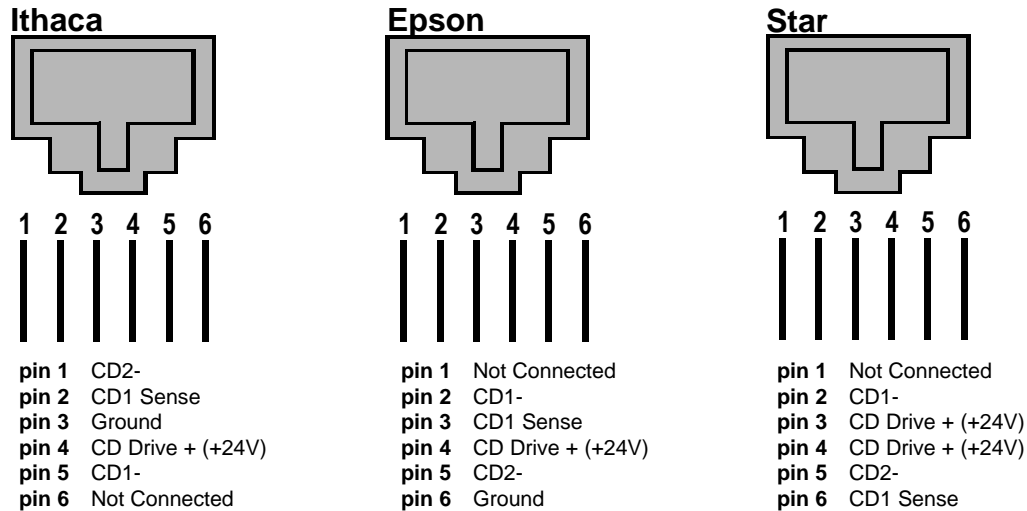 Ithaca
1 2 3 4 5 6
pin 1 CD2-
pin 2 CD1 Sense
pin 3 Ground
pin 4 CD Drive + (+24V)
pin 5 CD1-
pin 6 Not Connected
Epson
1 2 3 4 5 6
pin 1 Not Connected
pin 2 CD1-
pin 3 CD1 Sense
pin 4 CD Drive + (+24V)
pin 5 CD2-
pin 6 Ground
Star
1 2 3 4 5 6
pin 1 Not Connected
pin 2 CD1-
pin 3 CD Drive + (+24V)
pin 4 CD Drive + (+24V)
pin 5 CD2-
pin 6 CD1 Sense